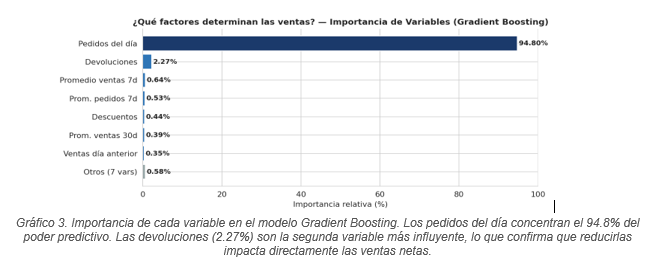 ¿Qué factores determinan las ventas? — Importancia de Variables (Gradient Boosting)
Pedidos del día 94.80%
Devoluciones 2.27%
Promedio ventas 7d 0.64%
Prom. pedidos 7d 0.53%
Descuentos 0.44%
Prom. ventas 30d 0.39%
Ventas día anterior 0.35%
Otros (7 vars) 0.58%
0 20 40 60 80 100
Importancia relativa (%)
Gráfico 3. Importancia de cada variable en el modelo Gradient Boosting. Los pedidos del día concentran el 94.8% del
poder predictivo. Las devoluciones (2.27%) son la segunda variable más influyente, lo que confirma que reducirlas
impacta directamente las ventas netas.